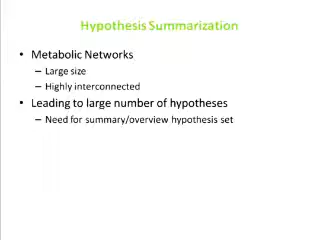 Hypothesis Summarization
• Metabolic Networks
– Large size
– Highly interconnected
• Leading to large number of hypotheses
– Need for summary/overview hypothesis set